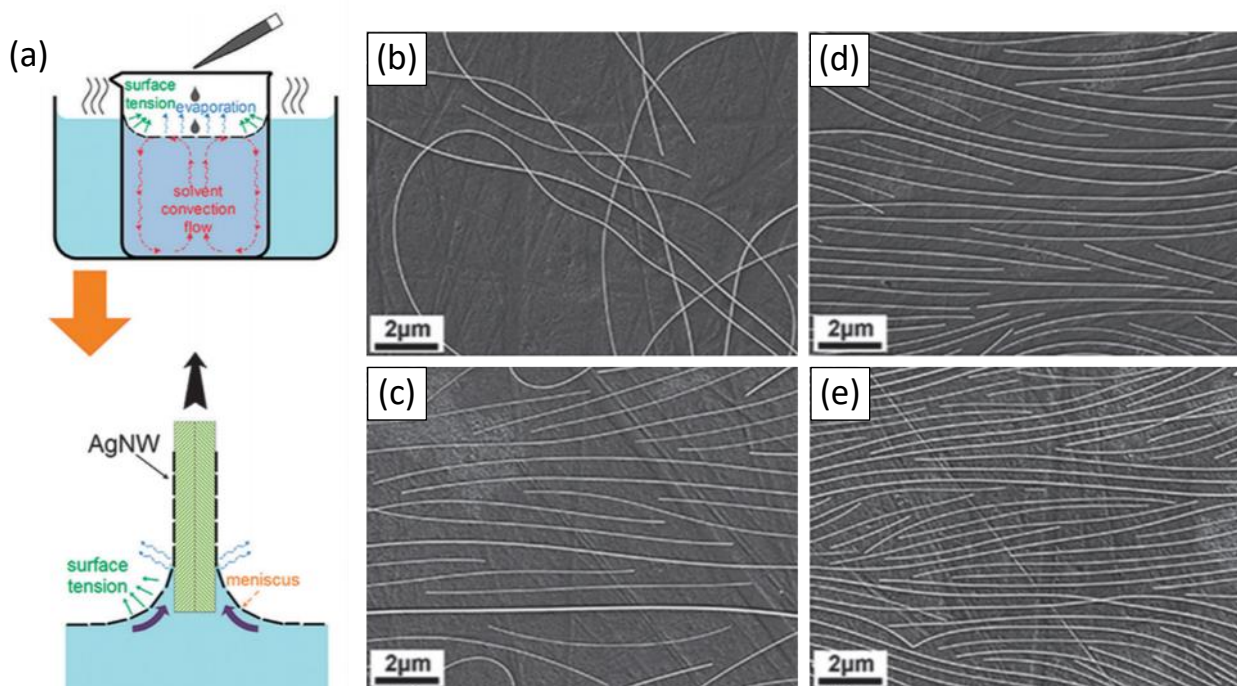 (a)
surface
tension
evaporation
solvent
convection
flow
AgNW
surface
tension
meniscus
(b)
2μm
(d)
2μm
(c)
2μm
(e)
2μm